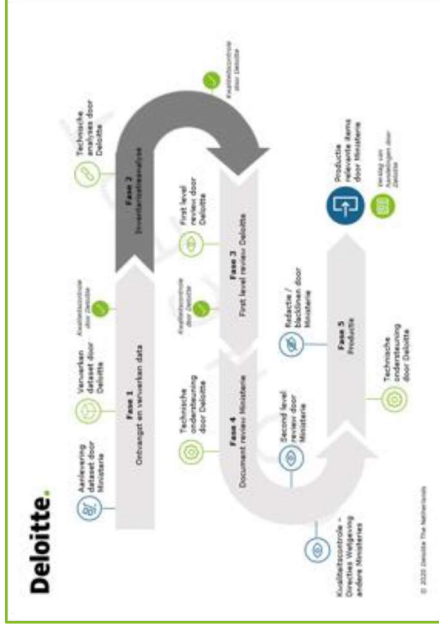 Deloitte.
Aanlevering
dataset door
Ministerie
Verwerken
dataset door
Deloitte
Kwaliteitscontrole
door Deloitte
Technische
analyses door
Deloitte
Fase 1
Ontvangst en verwerken data
Fase 2
Inventarisatieanalyse
Kwaliteitscontrole
door Deloitte
Technische
ondersteuning
door Deloitte
Kwaliteitscontrole
door Deloitte
First level
review door
Deloitte
Fase 4
Document review Ministerie
Fase 3
First level review Deloitte
Kwaliteitscontrole –
Directies Wetgeving
andere Ministeries
Second level
review door
Ministerie
Redactie /
blacklinen door
Ministerie
Productie
relevante items
door Ministerie
Verslag van
handelingen door
Deloitte
Fase 5
Productie
Technische
ondersteuning
door Deloitte
© 2020 Deloitte The Netherlands